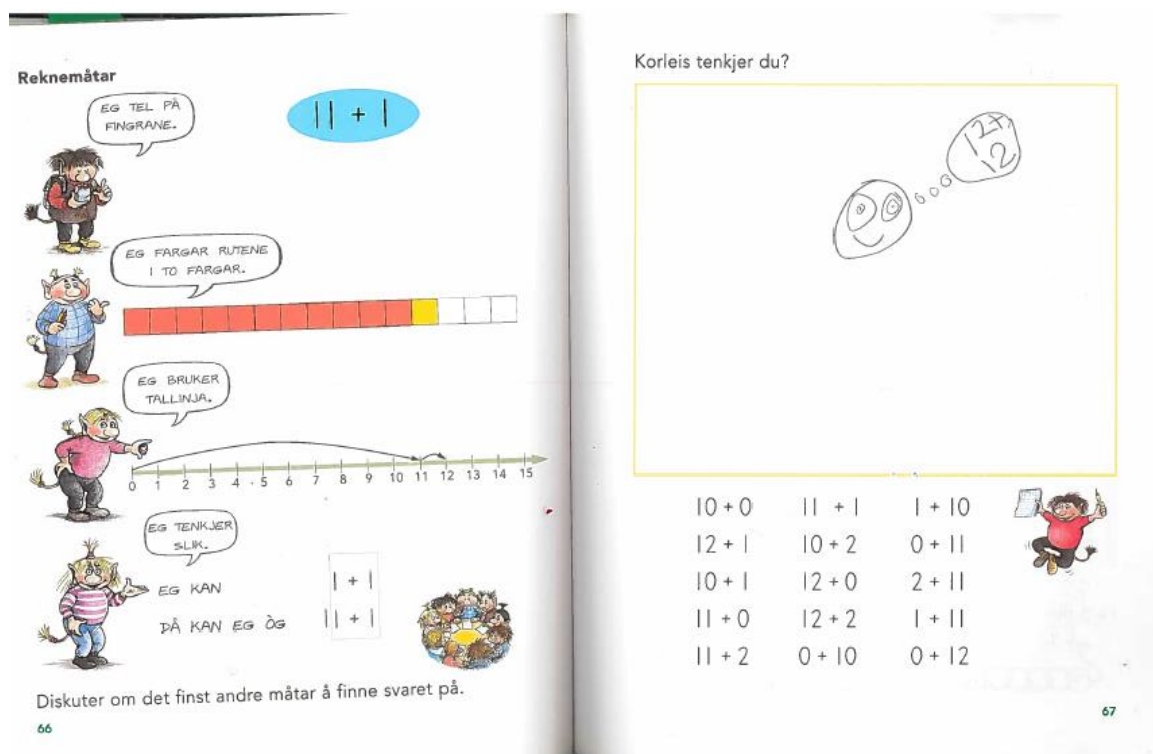 Reknemåtar
EG TEL PÅ
FINGRANE.
11 + 1
EG FARGAR RUTENE
I TO FARGAR.
EG BRUKER
TALLINJA.
0 1 2 3 4 5 6 7 8 9 10 11 12 13 14 15
EG TENKJER
SLIK.
EG KAN
1 + 1
DÅ KAN EG ÒG
11 + 1
Diskuter om det finst andre måtar å finne svaret på.
66
Korleis tenkjer du?
12+
12
10 + 0 11 + 1 1 + 10
12 + 1 10 + 2 0 + 11
10 + 1 12 + 0 2 + 11
11 + 0 12 + 2 1 + 11
11 + 2 0 + 10 0 + 12
67